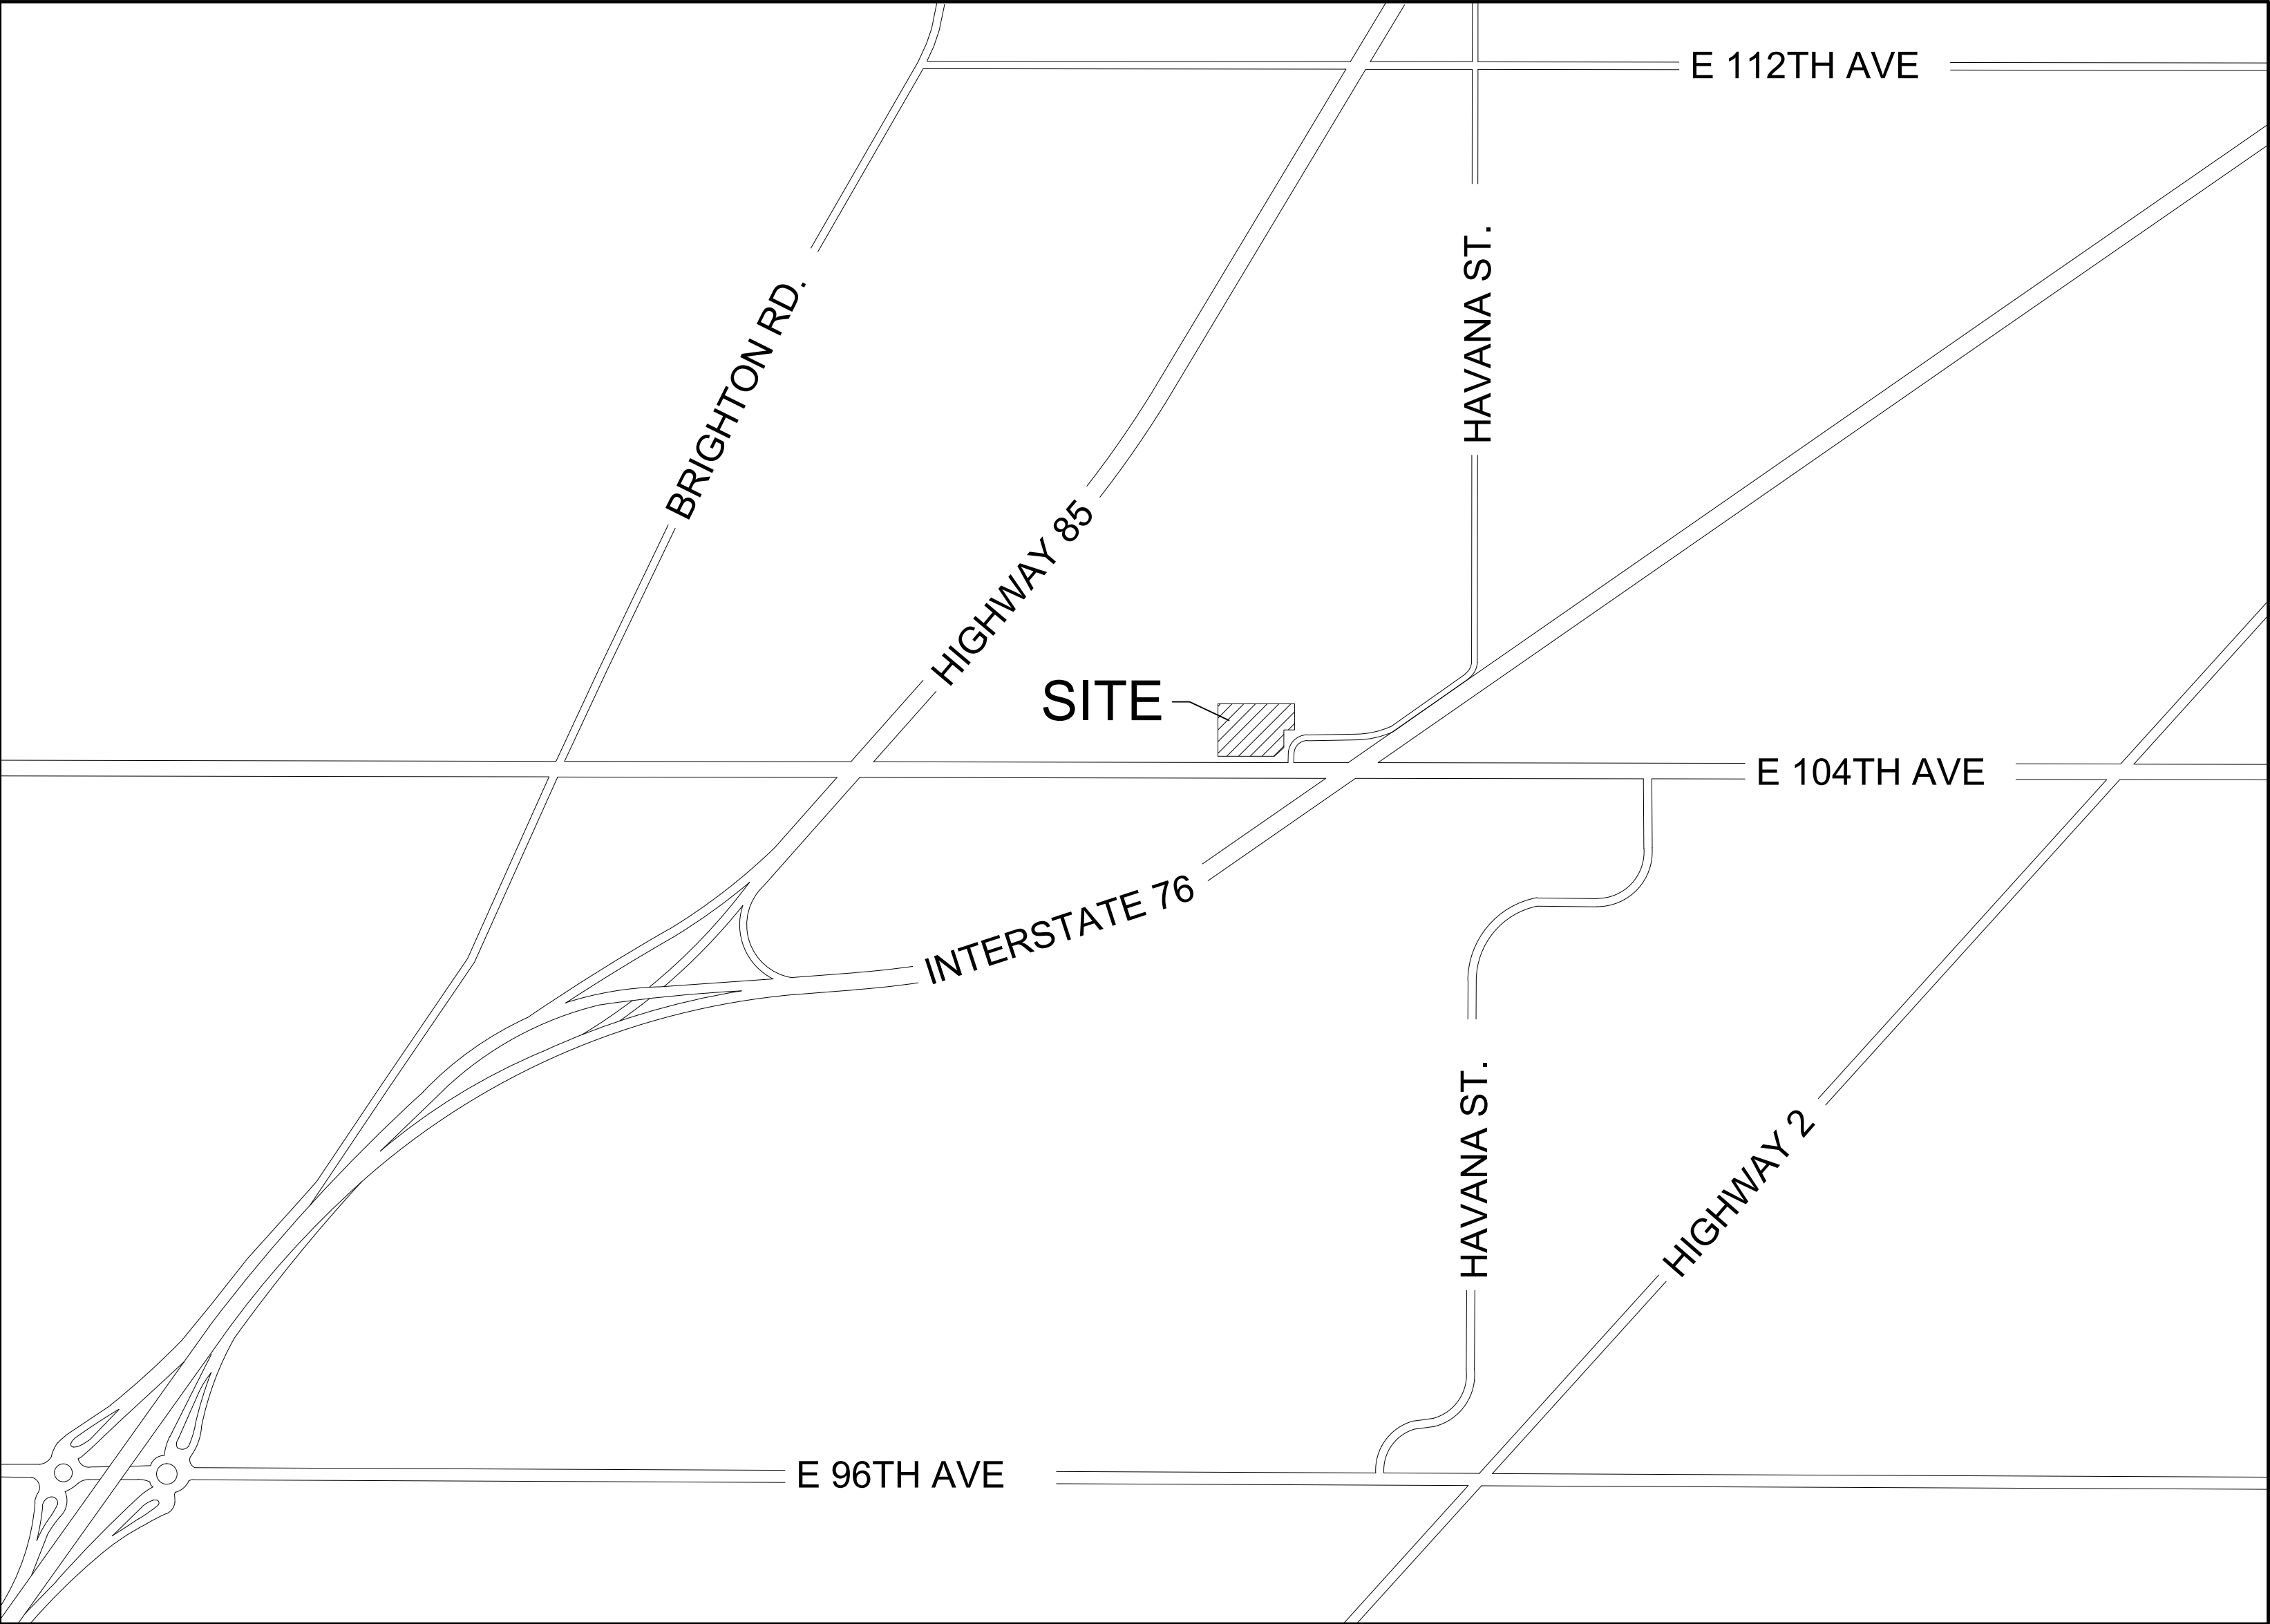 E 112TH AVE
BRIGHTON RD.
HAVANA ST.
HIGHWAY 85
SITE
E 104TH AVE
INTERSTATE 76
HAVANA ST.
HIGHWAY 2
E 96TH AVE